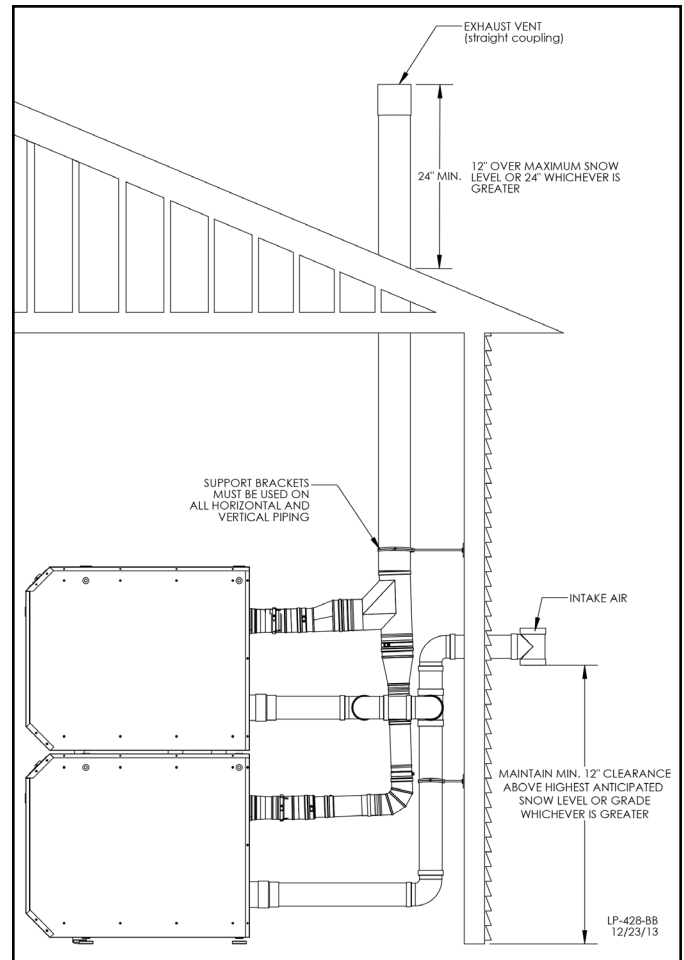 EXHAUST VENT
(straight coupling)
24" MIN.
12" OVER MAXIMUM SNOW
LEVEL OR 24" WHICHEVER IS
GREATER
SUPPORT BRACKETS
MUST BE USED ON
ALL HORIZONTAL AND
VERTICAL PIPING
INTAKE AIR
MAINTAIN MIN. 12" CLEARANCE
ABOVE HIGHEST ANTICIPATED
SNOW LEVEL OR GRADE
WHICHEVER IS GREATER
LP-428-BB
12/23/13